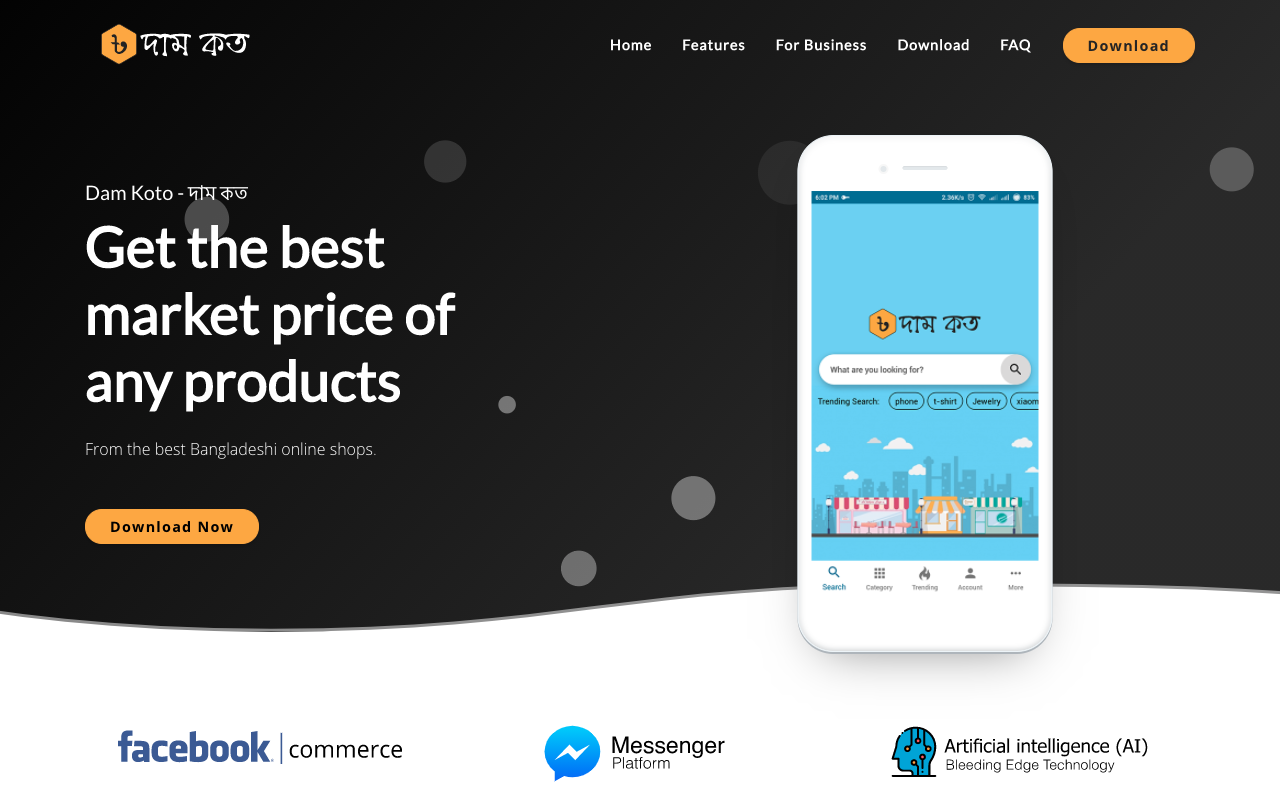 ৳ দাম কত
Home Features For Business Download FAQ Download
Dam Koto - দাম কত
Get the best
market price of
any products
From the best Bangladeshi online shops.
Download Now
6:02 PM 2.36K/s 83%
৳ দাম কত
What are you looking for?
Trending Search: phone t-shirt Jewelry xiaom
Search Category Trending Account More
facebook commerce
Messenger
Platform
Artificial intelligence (AI)
Bleeding Edge Technology